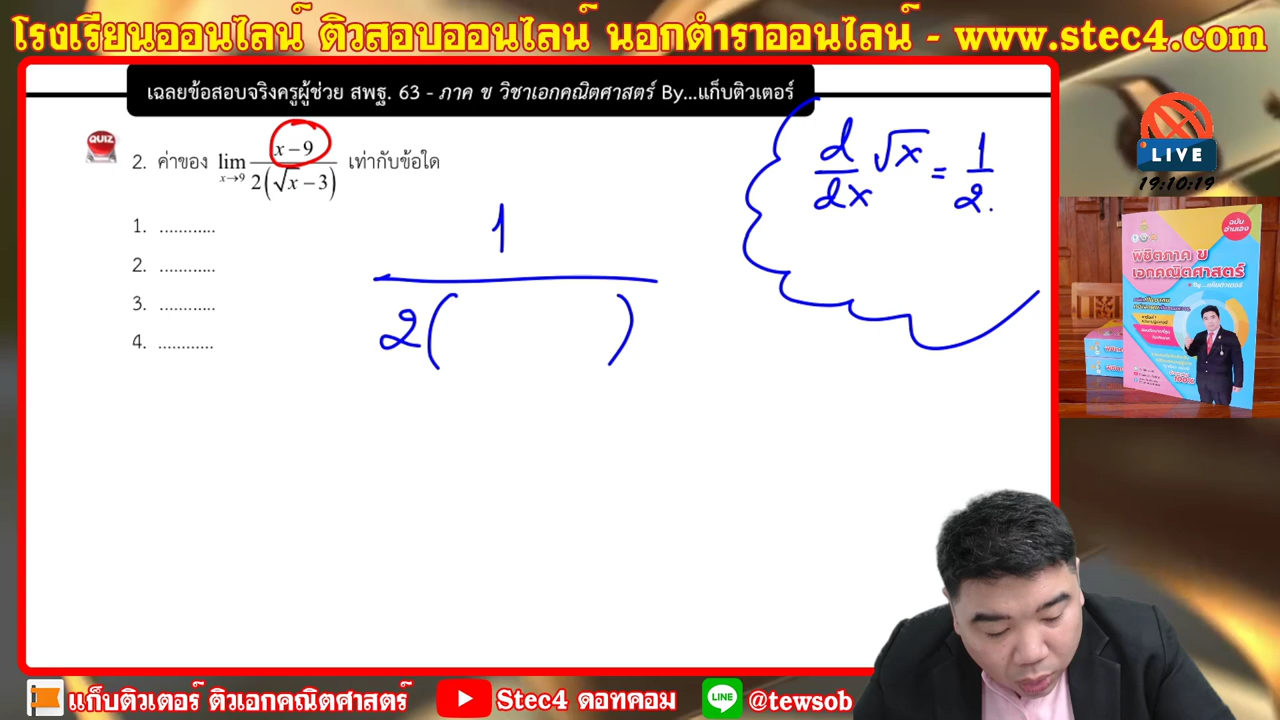 โรงเรียนออนไลน์ ติวสอบออนไลน์ นอกตำราออนไลน์ - www.stec4.com
เฉลยข้อสอบจริงครูผู้ช่วย สพฐ. 63 - ภาค ข วิชาเอกคณิตศาสตร์ By...แก็บติวเตอร์
QUIZ
2. ค่าของ lim x→9 (x−9)/(2(√x−3)) เท่ากับข้อใด
1. ............
2. ............
3. ............
4. ............
1
2(      )
d/dx √x = 1/2.
LIVE
19:10:19
ฉบับ
อ่านเอง
พิชิตภาค ข
เอกคณิตศาสตร์
แก็บติวเตอร์ ติวเอกคณิตศาสตร์
Stec4 ดอทคอม
LINE
@tewsob